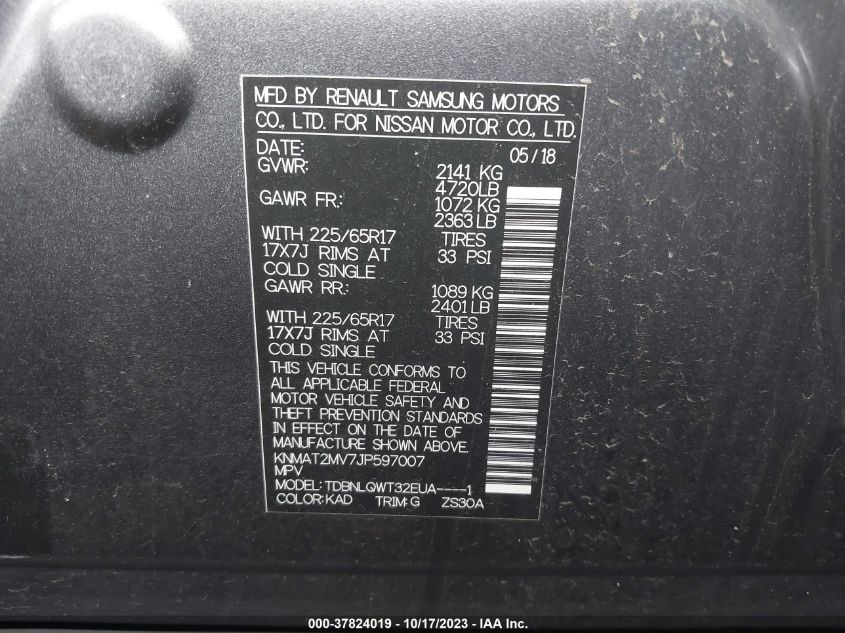 MFD BY RENAULT SAMSUNG MOTORS
CO., LTD. FOR NISSAN MOTOR CO., LTD.
DATE: 05/18
GVWR: 2141 KG
4720LB
GAWR FR.: 1072 KG
2363 LB
WITH 225/65R17 TIRES
17X7J RIMS AT 33 PSI
COLD SINGLE
GAWR RR.: 1089 KG
2401 LB
WITH 225/65R17 TIRES
17X7J RIMS AT 33 PSI
COLD SINGLE
THIS VEHICLE CONFORMS TO
ALL APPLICABLE FEDERAL
MOTOR VEHICLE SAFETY AND
THEFT PREVENTION STANDARDS
IN EFFECT ON THE DATE OF
MANUFACTURE SHOWN ABOVE.
KNMAT2MV7JP597007
MPV
MODEL: TDBNLQWT32EUA----1
COLOR: KAD TRIM: G ZS30A
000-37824019 - 10/17/2023 - IAA Inc.